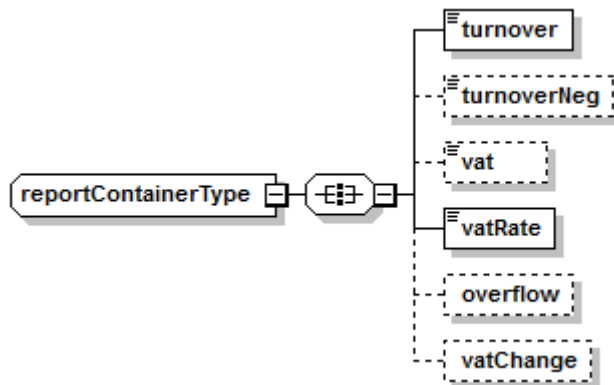 turnover
turnoverNeg
vat
reportContainerType
vatRate
overflow
vatChange